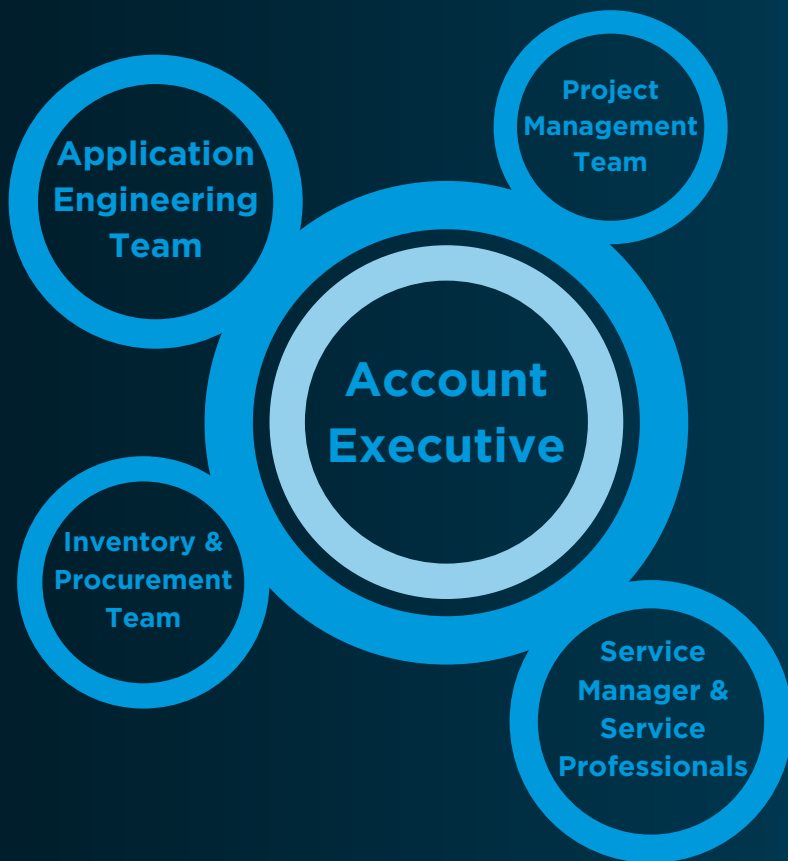 Application
Engineering
Team
Project
Management
Team
Account
Executive
Inventory &
Procurement
Team
Service
Manager &
Service
Professionals